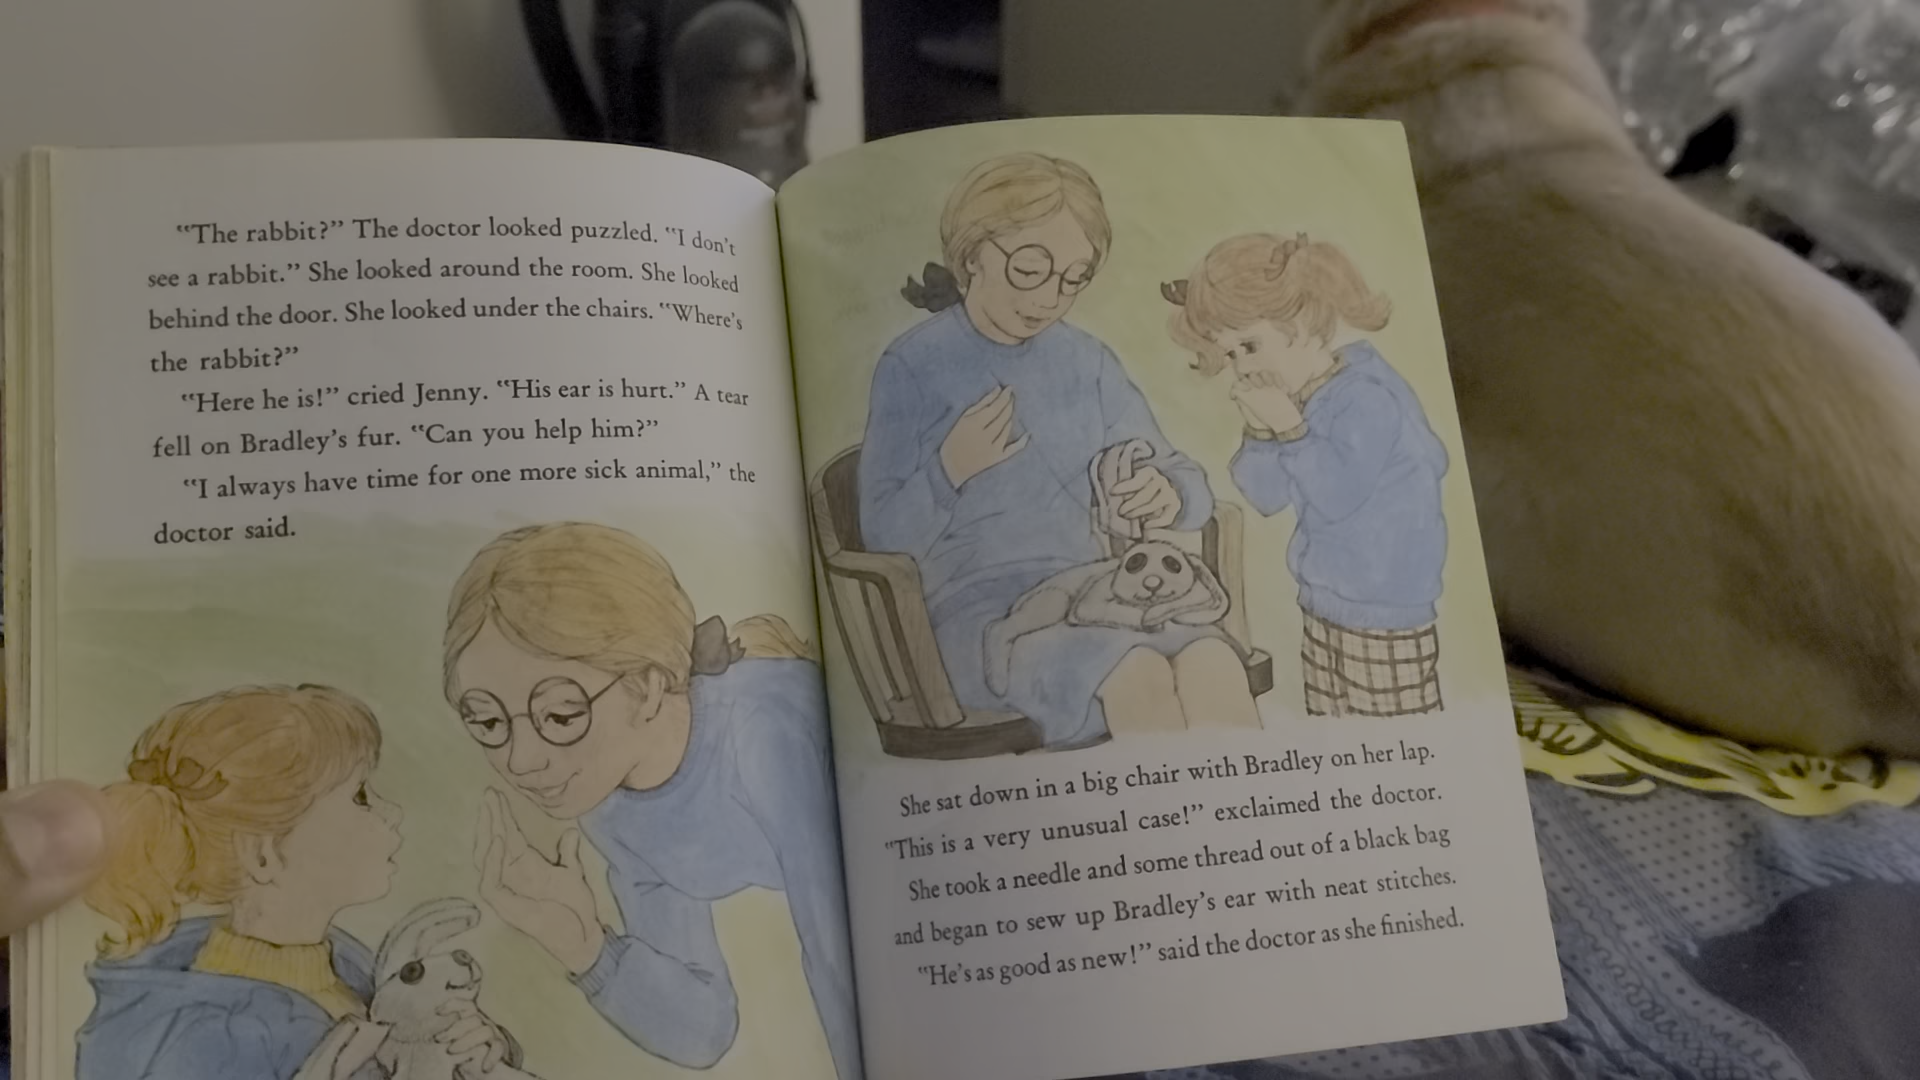 "The rabbit?" The doctor looked puzzled. "I don't
see a rabbit." She looked around the room. She looked
behind the door. She looked under the chairs. "Where's
the rabbit?"
"Here he is!" cried Jenny. "His ear is hurt." A tear
fell on Bradley's fur. "Can you help him?"
"I always have time for one more sick animal," the
doctor said.
She sat down in a big chair with Bradley on her lap.
"This is a very unusual case!" exclaimed the doctor.
She took a needle and some thread out of a black bag
and began to sew up Bradley's ear with neat stitches.
"He's as good as new!" said the doctor as she finished.